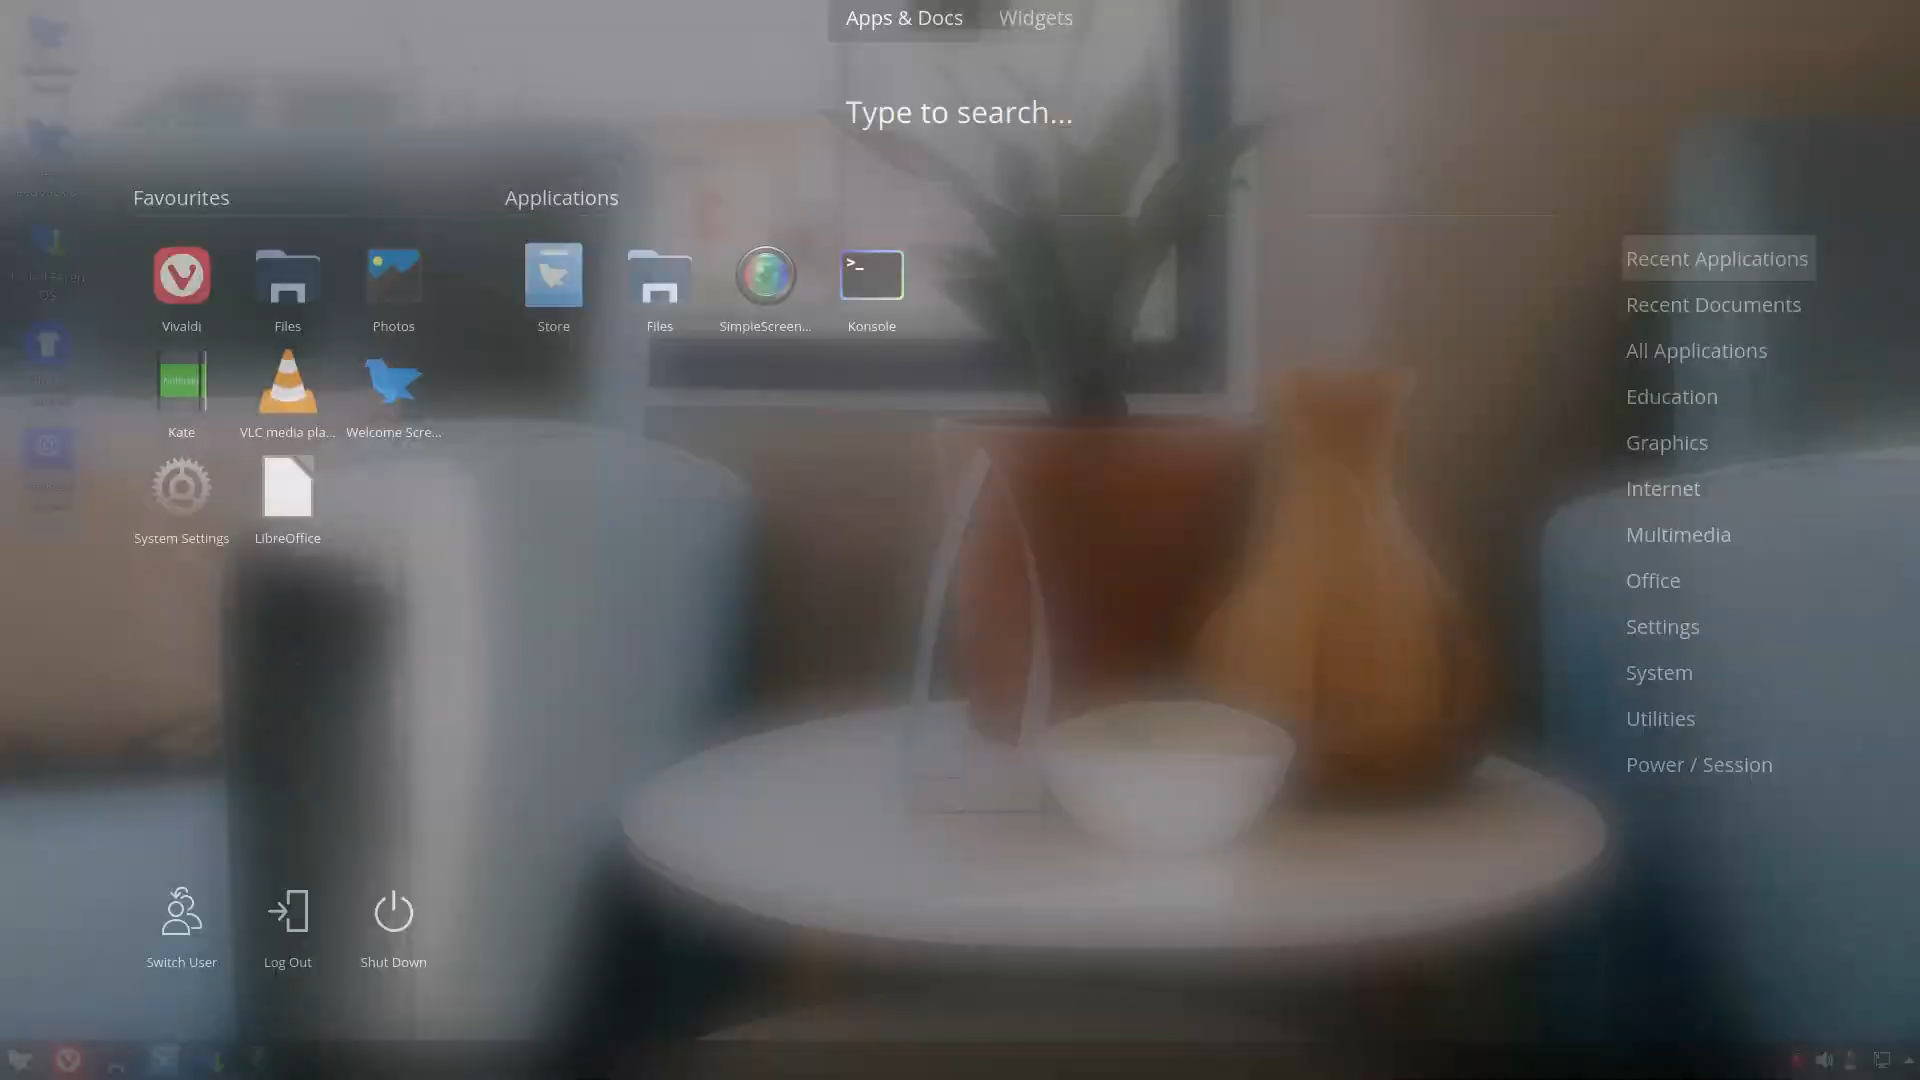 Apps & Docs
Widgets
Type to search...
Favourites
Applications
Vivaldi
Files
Photos
Store
Files
SimpleScreen...
Konsole
Kate
VLC media pla...
Welcome Scre...
System Settings
LibreOffice
Recent Applications
Recent Documents
All Applications
Education
Graphics
Internet
Multimedia
Office
Settings
System
Utilities
Power / Session
Switch User
Log Out
Shut Down